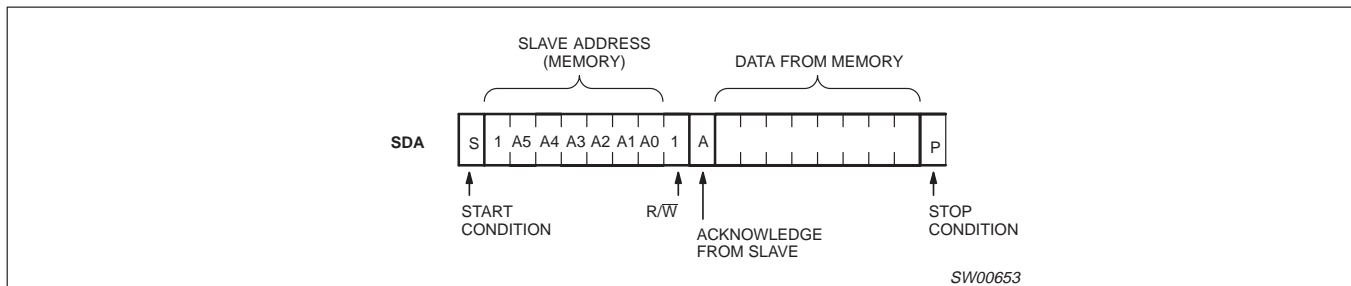 SLAVE ADDRESS
(MEMORY)
DATA FROM MEMORY
SDA
S 1 A5 A4 A3 A2 A1 A0 1 A P
START
CONDITION
R/W̅
ACKNOWLEDGE
FROM SLAVE
STOP
CONDITION
SW00653